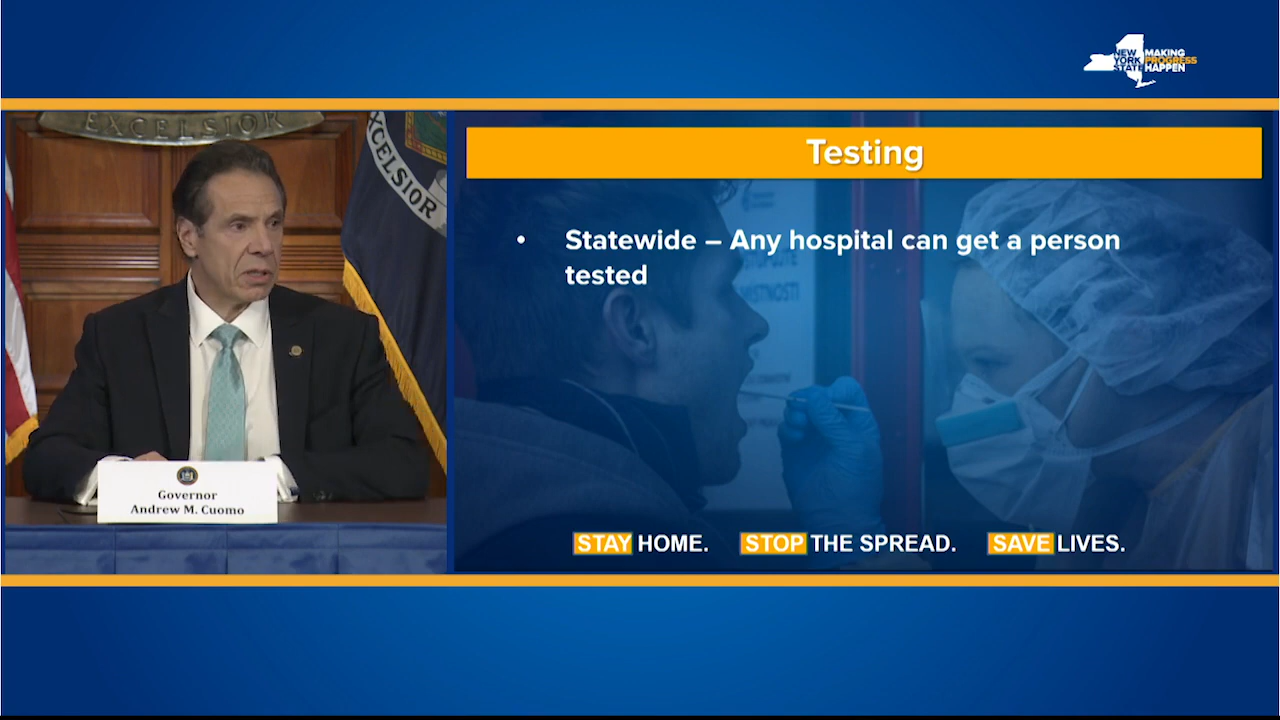 NEW
YORK
STATE
MAKING
PROGRESS
HAPPEN
EXCELSIOR
XCELSIOR
Testing
• Statewide – Any hospital can get a person
tested
Governor
Andrew M. Cuomo
STAY HOME. STOP THE SPREAD. SAVE LIVES.